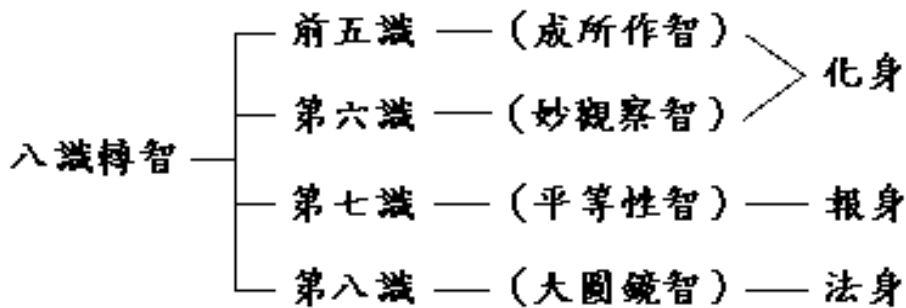 前五識 (成所作智)
化身
第六識 (妙觀察智)
八識轉智
第七識 (平等性智) 報身
第八識 (大圓鏡智) 法身